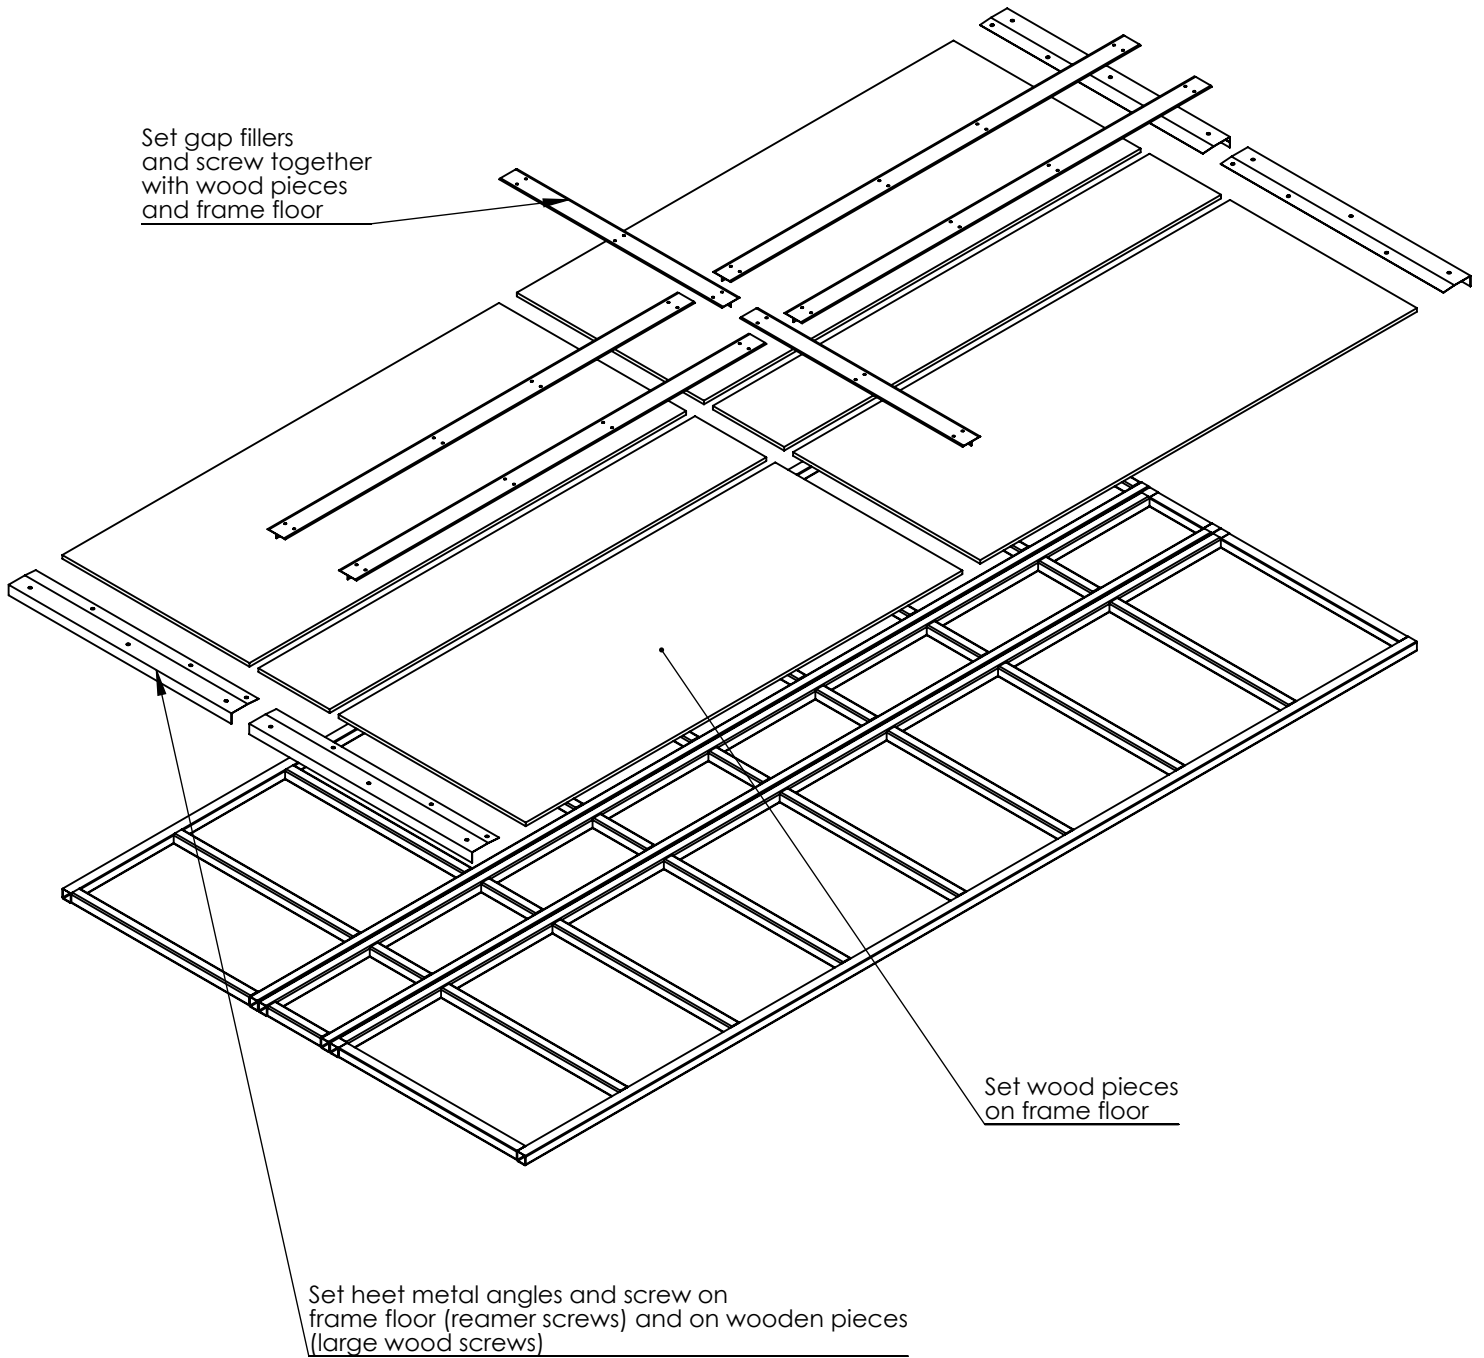 Set gap fillers
and screw together
with wood pieces
and frame floor
Set wood pieces
on frame floor
Set heet metal angles and screw on
frame floor (reamer screws) and on wooden pieces
(large wood screws)